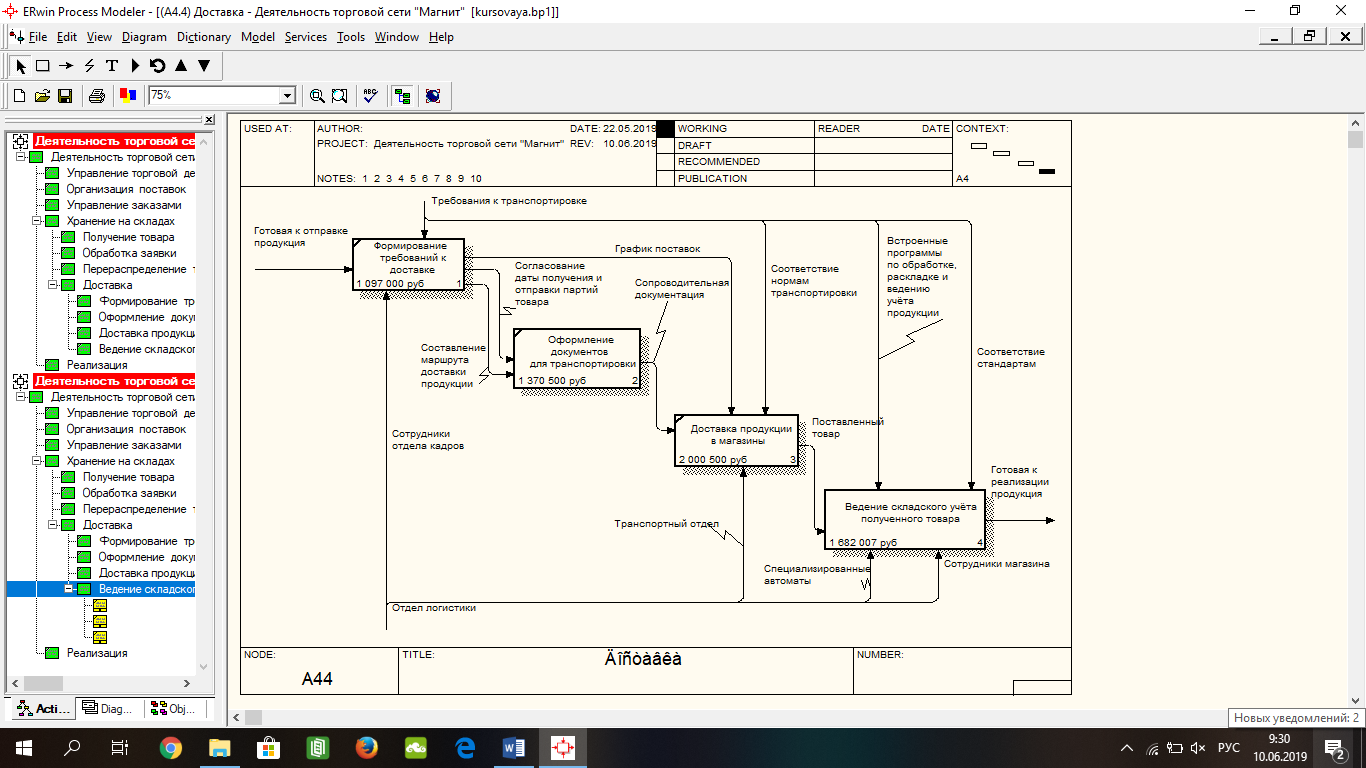 ERwin Process Modeler - [(A4.4) Доставка - Деятельность торговой сети "Магнит"  [kursovaya.bp1]]
File Edit View Diagram Dictionary Model Services Tools Window Help
75%
Деятельность торговой се
Деятельность торговой сети
Управление торговой де
Организация поставок
Управление заказами
Хранение на складах
Получение товара
Обработка заявки
Перераспределение т
Доставка
Формирование тр
Оформление доку
Доставка продукци
Ведение складског
Реализация
Деятельность торговой се
Деятельность торговой сети
Управление торговой де
Организация поставок
Управление заказами
Хранение на складах
Получение товара
Обработка заявки
Перераспределение т
Доставка
Формирование тр
Оформление доку
Доставка продукци
Ведение складског
Реализация
Acti...
Diag...
Obj...
USED AT:
AUTHOR:
DATE: 22.05.2019
PROJECT: Деятельность торговой сети "Магнит"
REV: 10.06.2019
NOTES: 1 2 3 4 5 6 7 8 9 10
WORKING
DRAFT
RECOMMENDED
PUBLICATION
READER
DATE
CONTEXT:
A4
Требования к транспортировке
Готовая к отправке
продукция
Формирование
требований к
доставке
1 097 000 руб
1
График поставок
Согласование
даты получения и
отправки партий
товара
Сопроводительная
документация
Соответствие
нормам
транспортировки
Встроенные
программы
по обработке,
раскладке и
ведению
учёта
продукции
Соответствие
стандартам
Составление
маршрута
доставки
продукции
Оформление
документов
для транспортировки
1 370 500 руб
2
Сотрудники
отдела кадров
Доставка продукции
в магазины
2 000 500 руб
3
Поставленный
товар
Готовая к
реализации
продукция
Ведение складского учёта
полученного товара
1 682 007 руб
4
Транспортный отдел
Специализированные
автоматы
Сотрудники магазина
Отдел логистики
NODE:
A44
TITLE:
Äîñòàâêà
NUMBER:
Новых уведомлений: 2
РУС
9:30
10.06.2019
2